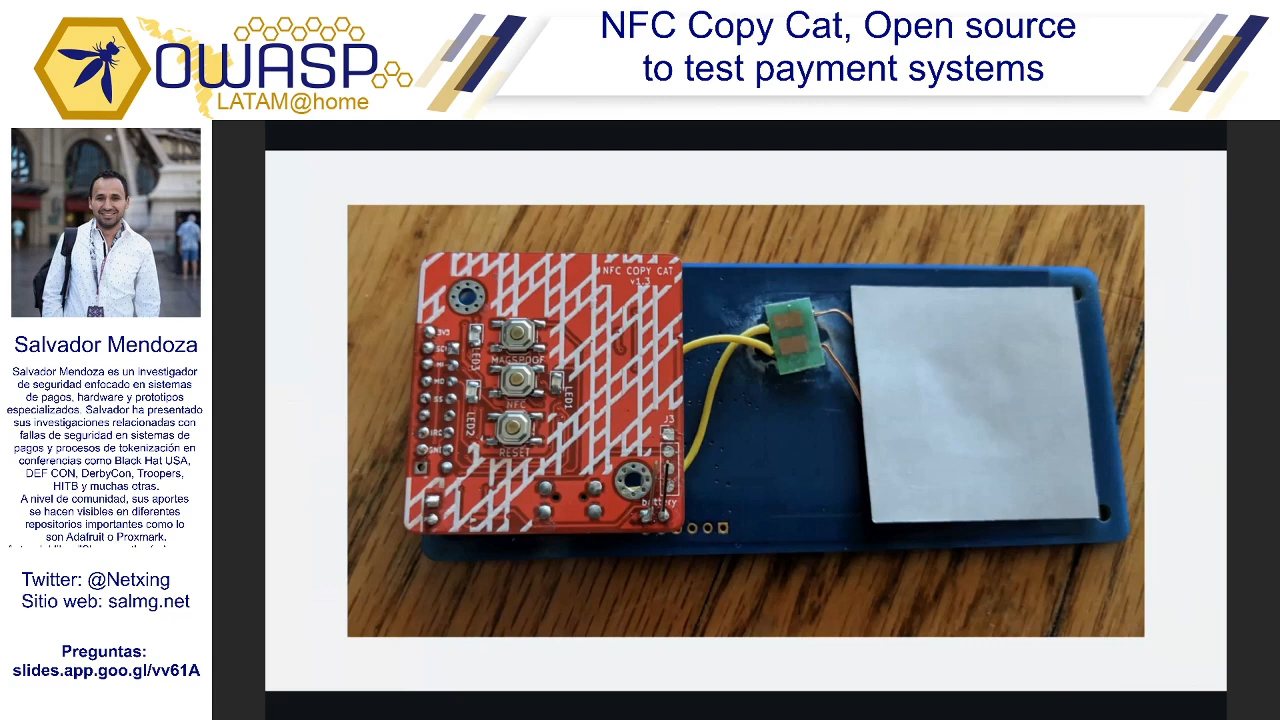 OWASP
LATAM@home
NFC Copy Cat, Open source
to test payment systems
Salvador Mendoza
Salvador Mendoza es un investigador
de seguridad enfocado en sistemas
de pagos, hardware y prototipos
especializados. Salvador ha presentado
sus investigaciones relacionadas con
fallas de seguridad en sistemas de
pagos y procesos de tokenización en
conferencias como Black Hat USA,
DEF CON, DerbyCon, Troopers,
HITB y muchas otras.
A nivel de comunidad, sus aportes
se hacen visibles en diferentes
repositorios importantes como lo
son Adafruit o Proxmark.
Twitter: @Netxing
Sitio web: salmg.net
Preguntas:
slides.app.goo.gl/vv61A
NFC COPY CAT
v1.3
3V3
LED3
MAGSPOOF
LED1
NFC
LED2
RESET
J3
IRQ
GND
battery